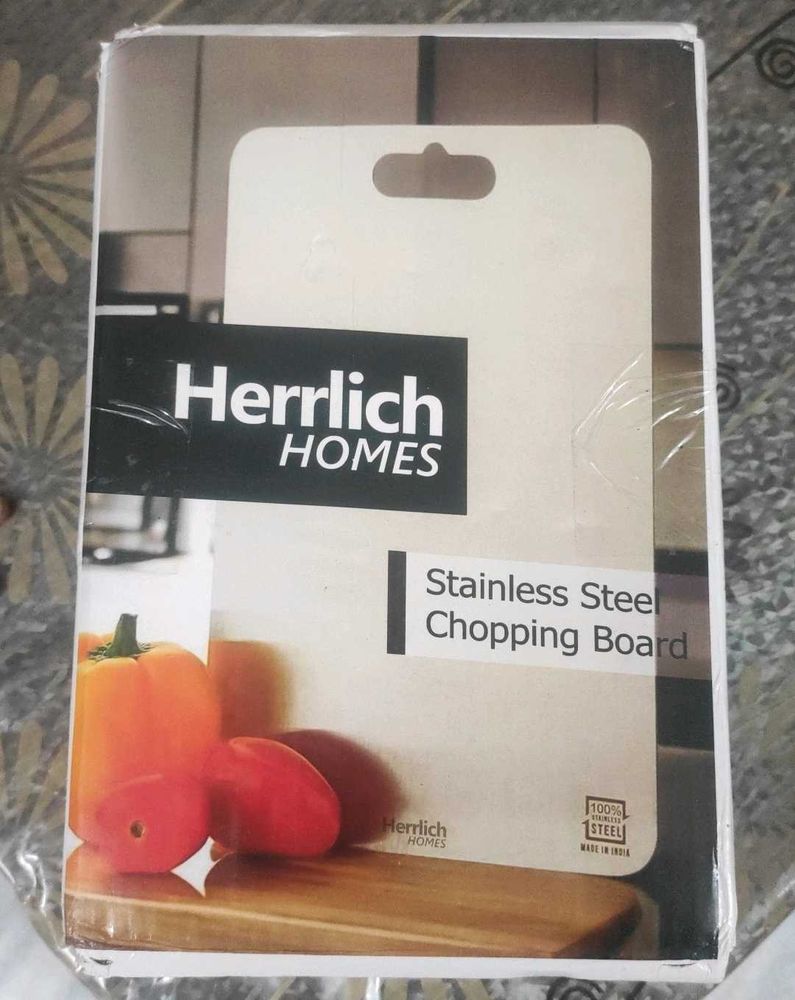 Herrlich
HOMES
Stainless Steel
Chopping Board
Herrlich
HOMES
100%
STAINLESS
STEEL
MADE IN INDIA